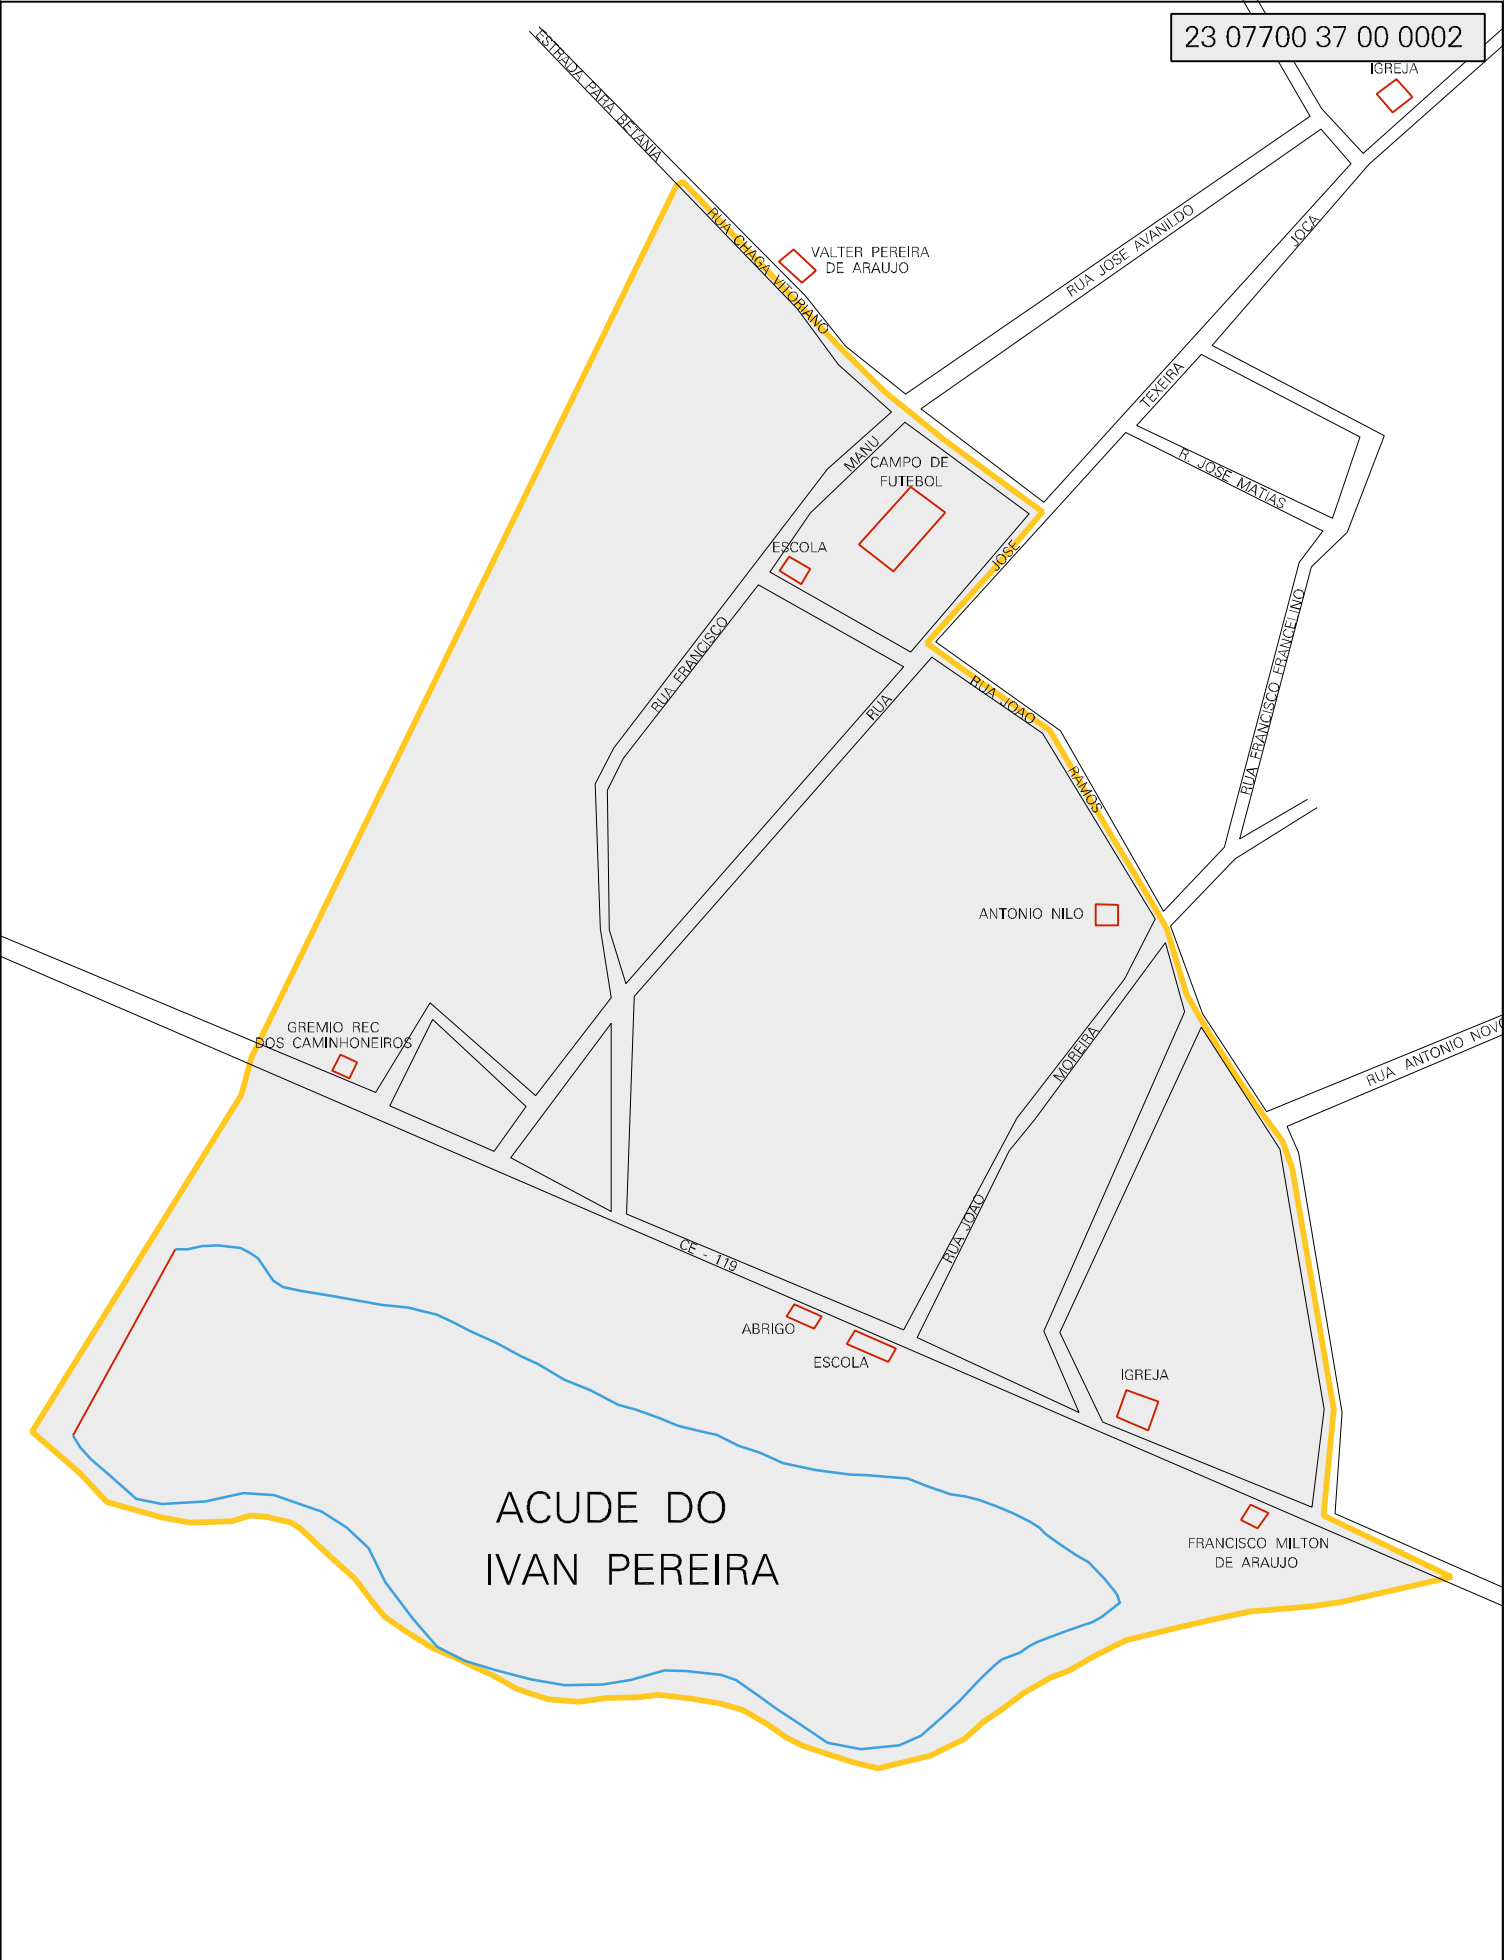 23 07700 37 00 0002
IGREJA
ESTRADA PARA BETANIA
RUA CHAGA VITORIANO
VALTER PEREIRA
DE ARAUJO
RUA JOSE AVANILDO
JOCA
TEXEIRA
MANU
CAMPO DE
FUTEBOL
R. JOSE MATIAS
ESCOLA
JOSE
RUA FRANCISCO
RUA
RUA JOAO
RAMOS
RUA FRANCISCO FRANCELINO
ANTONIO NILO
GREMIO REC
DOS CAMINHONEIROS
MOREIRA
RUA ANTONIO NOVO
RUA JOAO
CE - 119
ABRIGO
ESCOLA
IGREJA
ACUDE DO
IVAN PEREIRA
FRANCISCO MILTON
DE ARAUJO